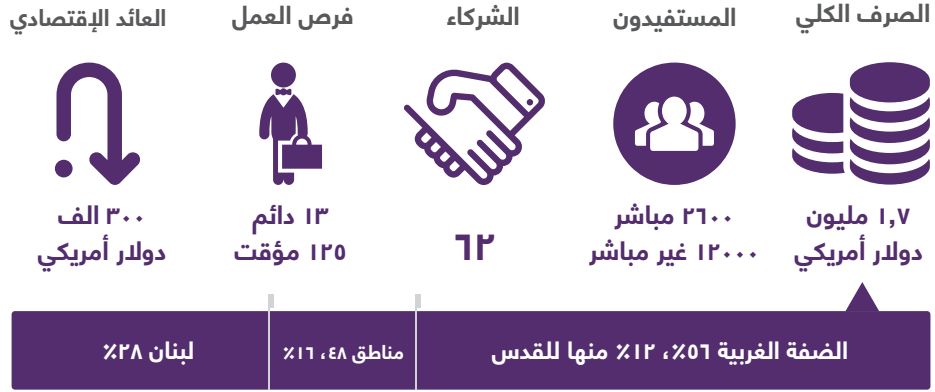 الصرف الكلي
المستفيدون
الشركاء
فرص العمل
العائد الإقتصادي
١,٧ مليون
دولار أمريكي
٢٦٠٠ مباشر
١٢٠٠٠ غير مباشر
٦٢
١٣ دائم
١٢٥ مؤقت
٣٠٠ الف
دولار أمريكي
الضفة الغربية ٥٦٪، ١٢٪ منها للقدس
مناطق ٤٨، ١٦٪
لبنان ٢٨٪